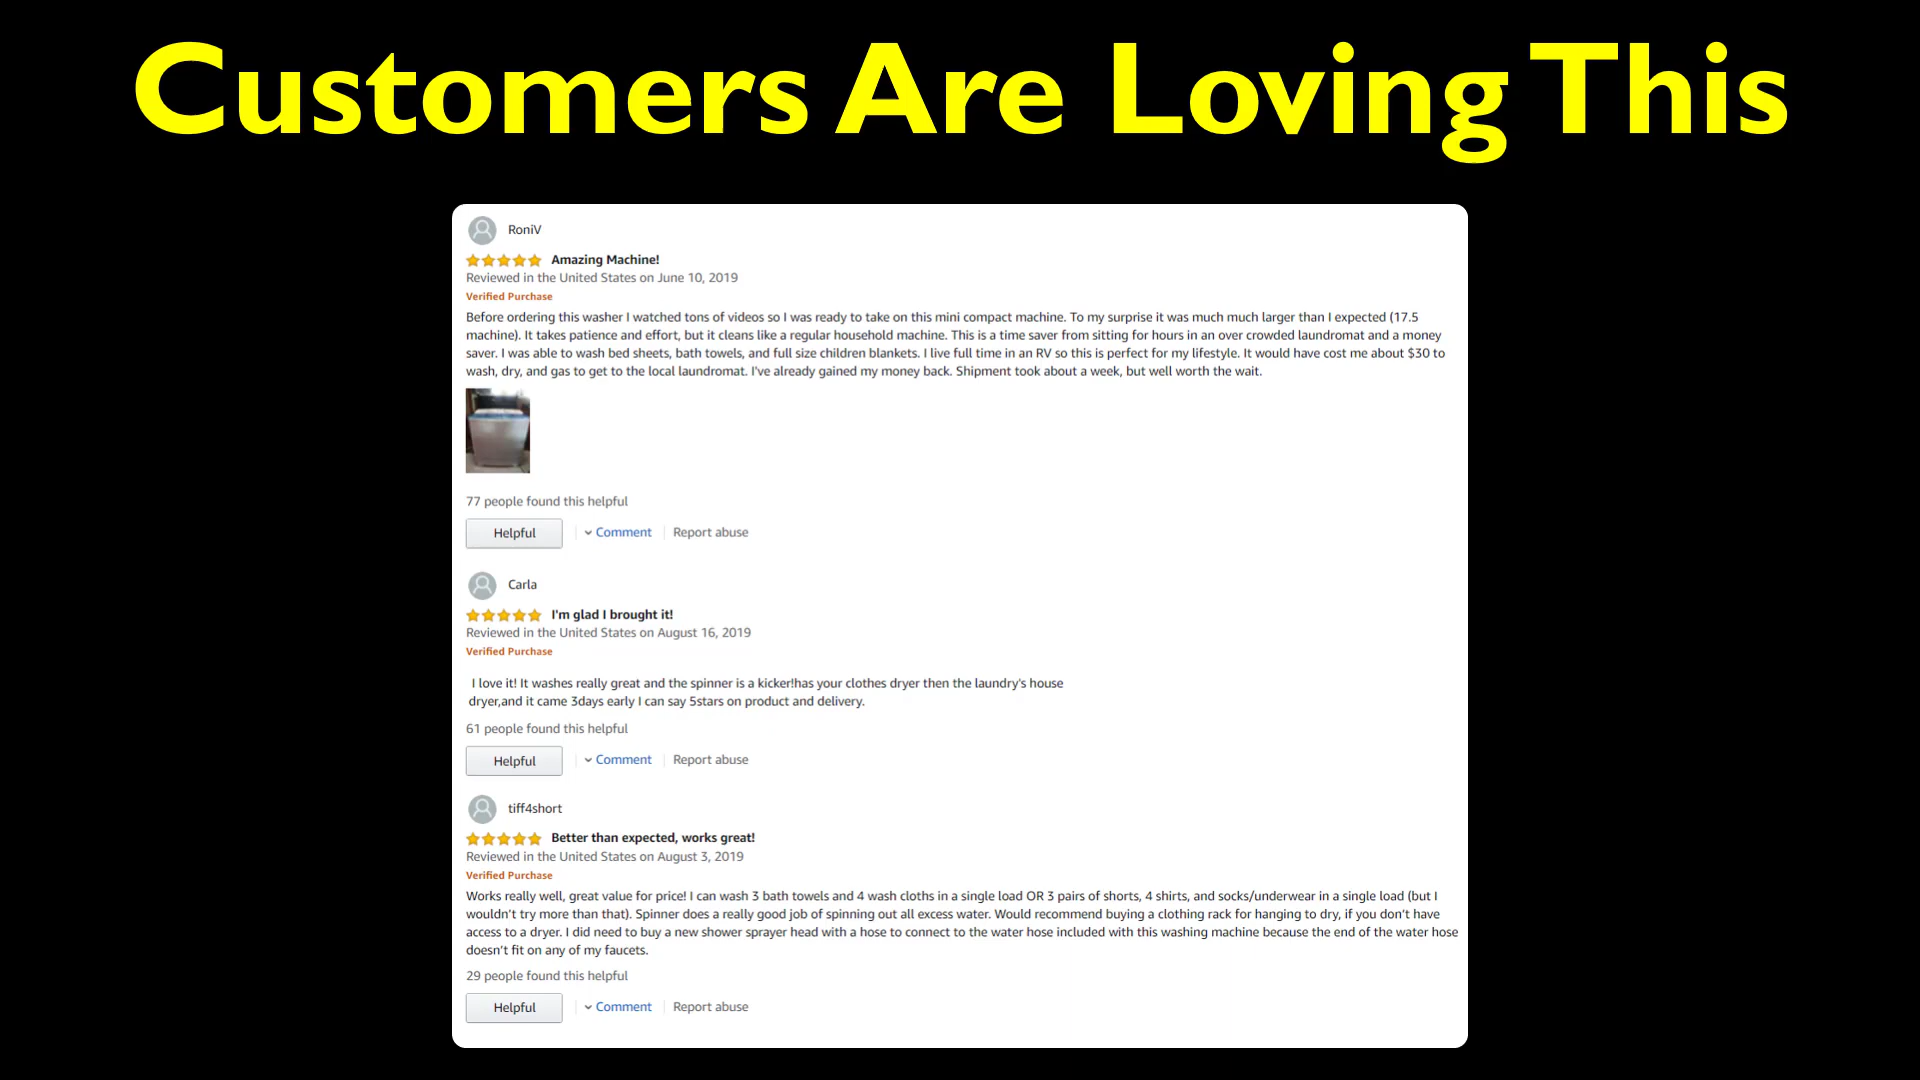 Customers Are Loving This
RoniV
Amazing Machine!
Reviewed in the United States on June 10, 2019
Verified Purchase
Before ordering this washer I watched tons of videos so I was ready to take on this mini compact machine. To my surprise it was much much larger than I expected (17.5
machine). It takes patience and effort, but it cleans like a regular household machine. This is a time saver from sitting for hours in an over crowded laundromat and a money
saver. I was able to wash bed sheets, bath towels, and full size children blankets. I live full time in an RV so this is perfect for my lifestyle. It would have cost me about $30 to
wash, dry, and gas to get to the local laundromat. I've already gained my money back. Shipment took about a week, but well worth the wait.
77 people found this helpful
Helpful Comment Report abuse
Carla
I'm glad I brought it!
Reviewed in the United States on August 16, 2019
Verified Purchase
I love it! It washes really great and the spinner is a kicker!has your clothes dryer then the laundry's house
dryer,and it came 3days early I can say 5stars on product and delivery.
61 people found this helpful
Helpful Comment Report abuse
tiff4short
Better than expected, works great!
Reviewed in the United States on August 3, 2019
Verified Purchase
Works really well, great value for price! I can wash 3 bath towels and 4 wash cloths in a single load OR 3 pairs of shorts, 4 shirts, and socks/underwear in a single load (but I
wouldn't try more than that). Spinner does a really good job of spinning out all excess water. Would recommend buying a clothing rack for hanging to dry, if you don't have
access to a dryer. I did need to buy a new shower sprayer head with a hose to connect to the water hose included with this washing machine because the end of the water hose
doesn't fit on any of my faucets.
29 people found this helpful
Helpful Comment Report abuse